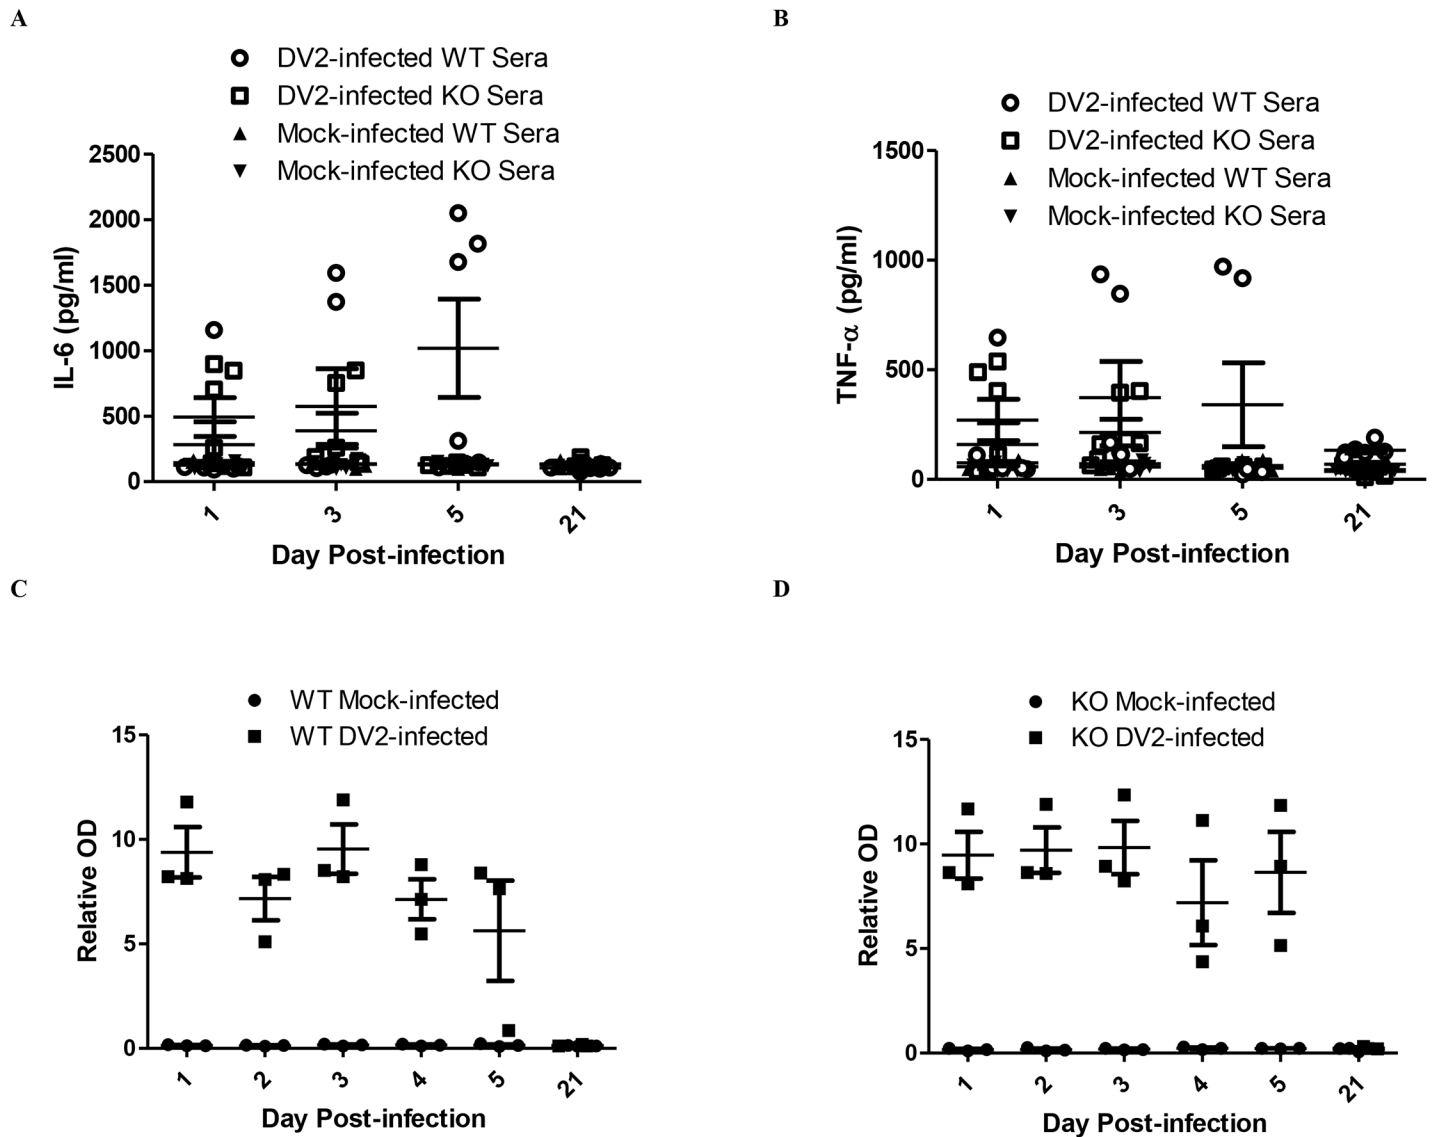 A
DV2-infected WT Sera
DV2-infected KO Sera
Mock-infected WT Sera
Mock-infected KO Sera
2500
2000
1500
1000
500
0
IL-6 (pg/ml)
1
3
5
21
Day Post-infection
B
DV2-infected WT Sera
DV2-infected KO Sera
Mock-infected WT Sera
Mock-infected KO Sera
1500
1000
500
0
TNF-α (pg/ml)
1
3
5
21
Day Post-infection
C
WT Mock-infected
WT DV2-infected
15
10
5
0
Relative OD
1
2
3
4
5
21
Day Post-infection
D
KO Mock-infected
KO DV2-infected
15
10
5
0
Relative OD
1
2
3
4
5
21
Day Post-infection